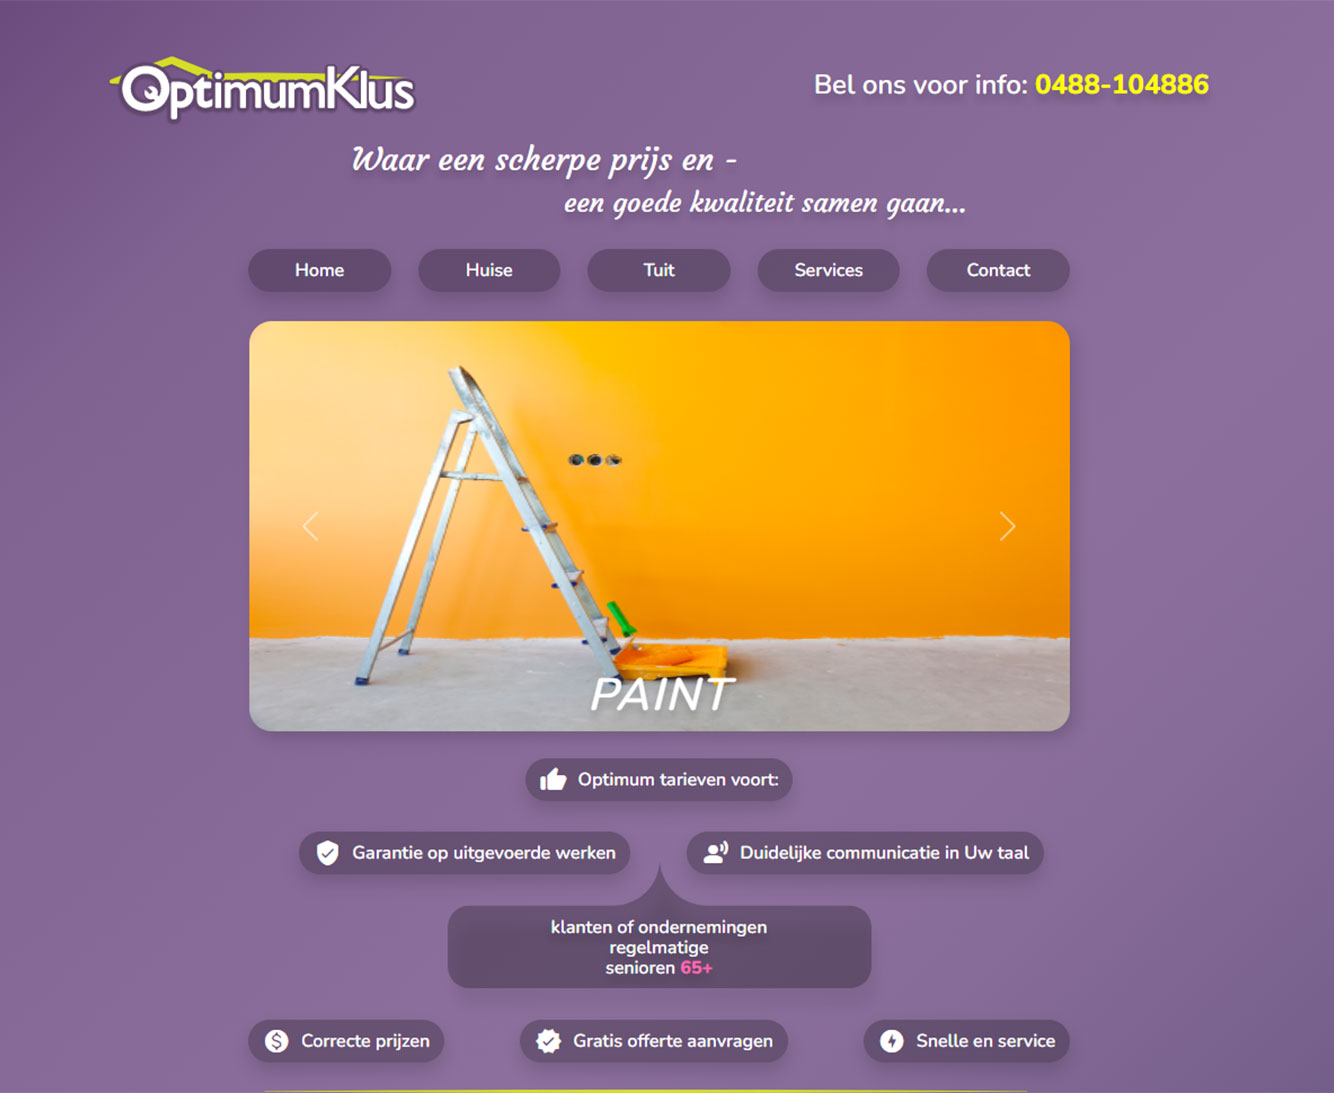 OptimumKlus
Bel ons voor info: 0488-104886
Waar een scherpe prijs en -
een goede kwaliteit samen gaan...
Home
Huise
Tuit
Services
Contact
PAINT
Optimum tarieven voort:
Garantie op uitgevoerde werken
Duidelijke communicatie in Uw taal
klanten of ondernemingen
regelmatige
senioren 65+
Correcte prijzen
Gratis offerte aanvragen
Snelle en service